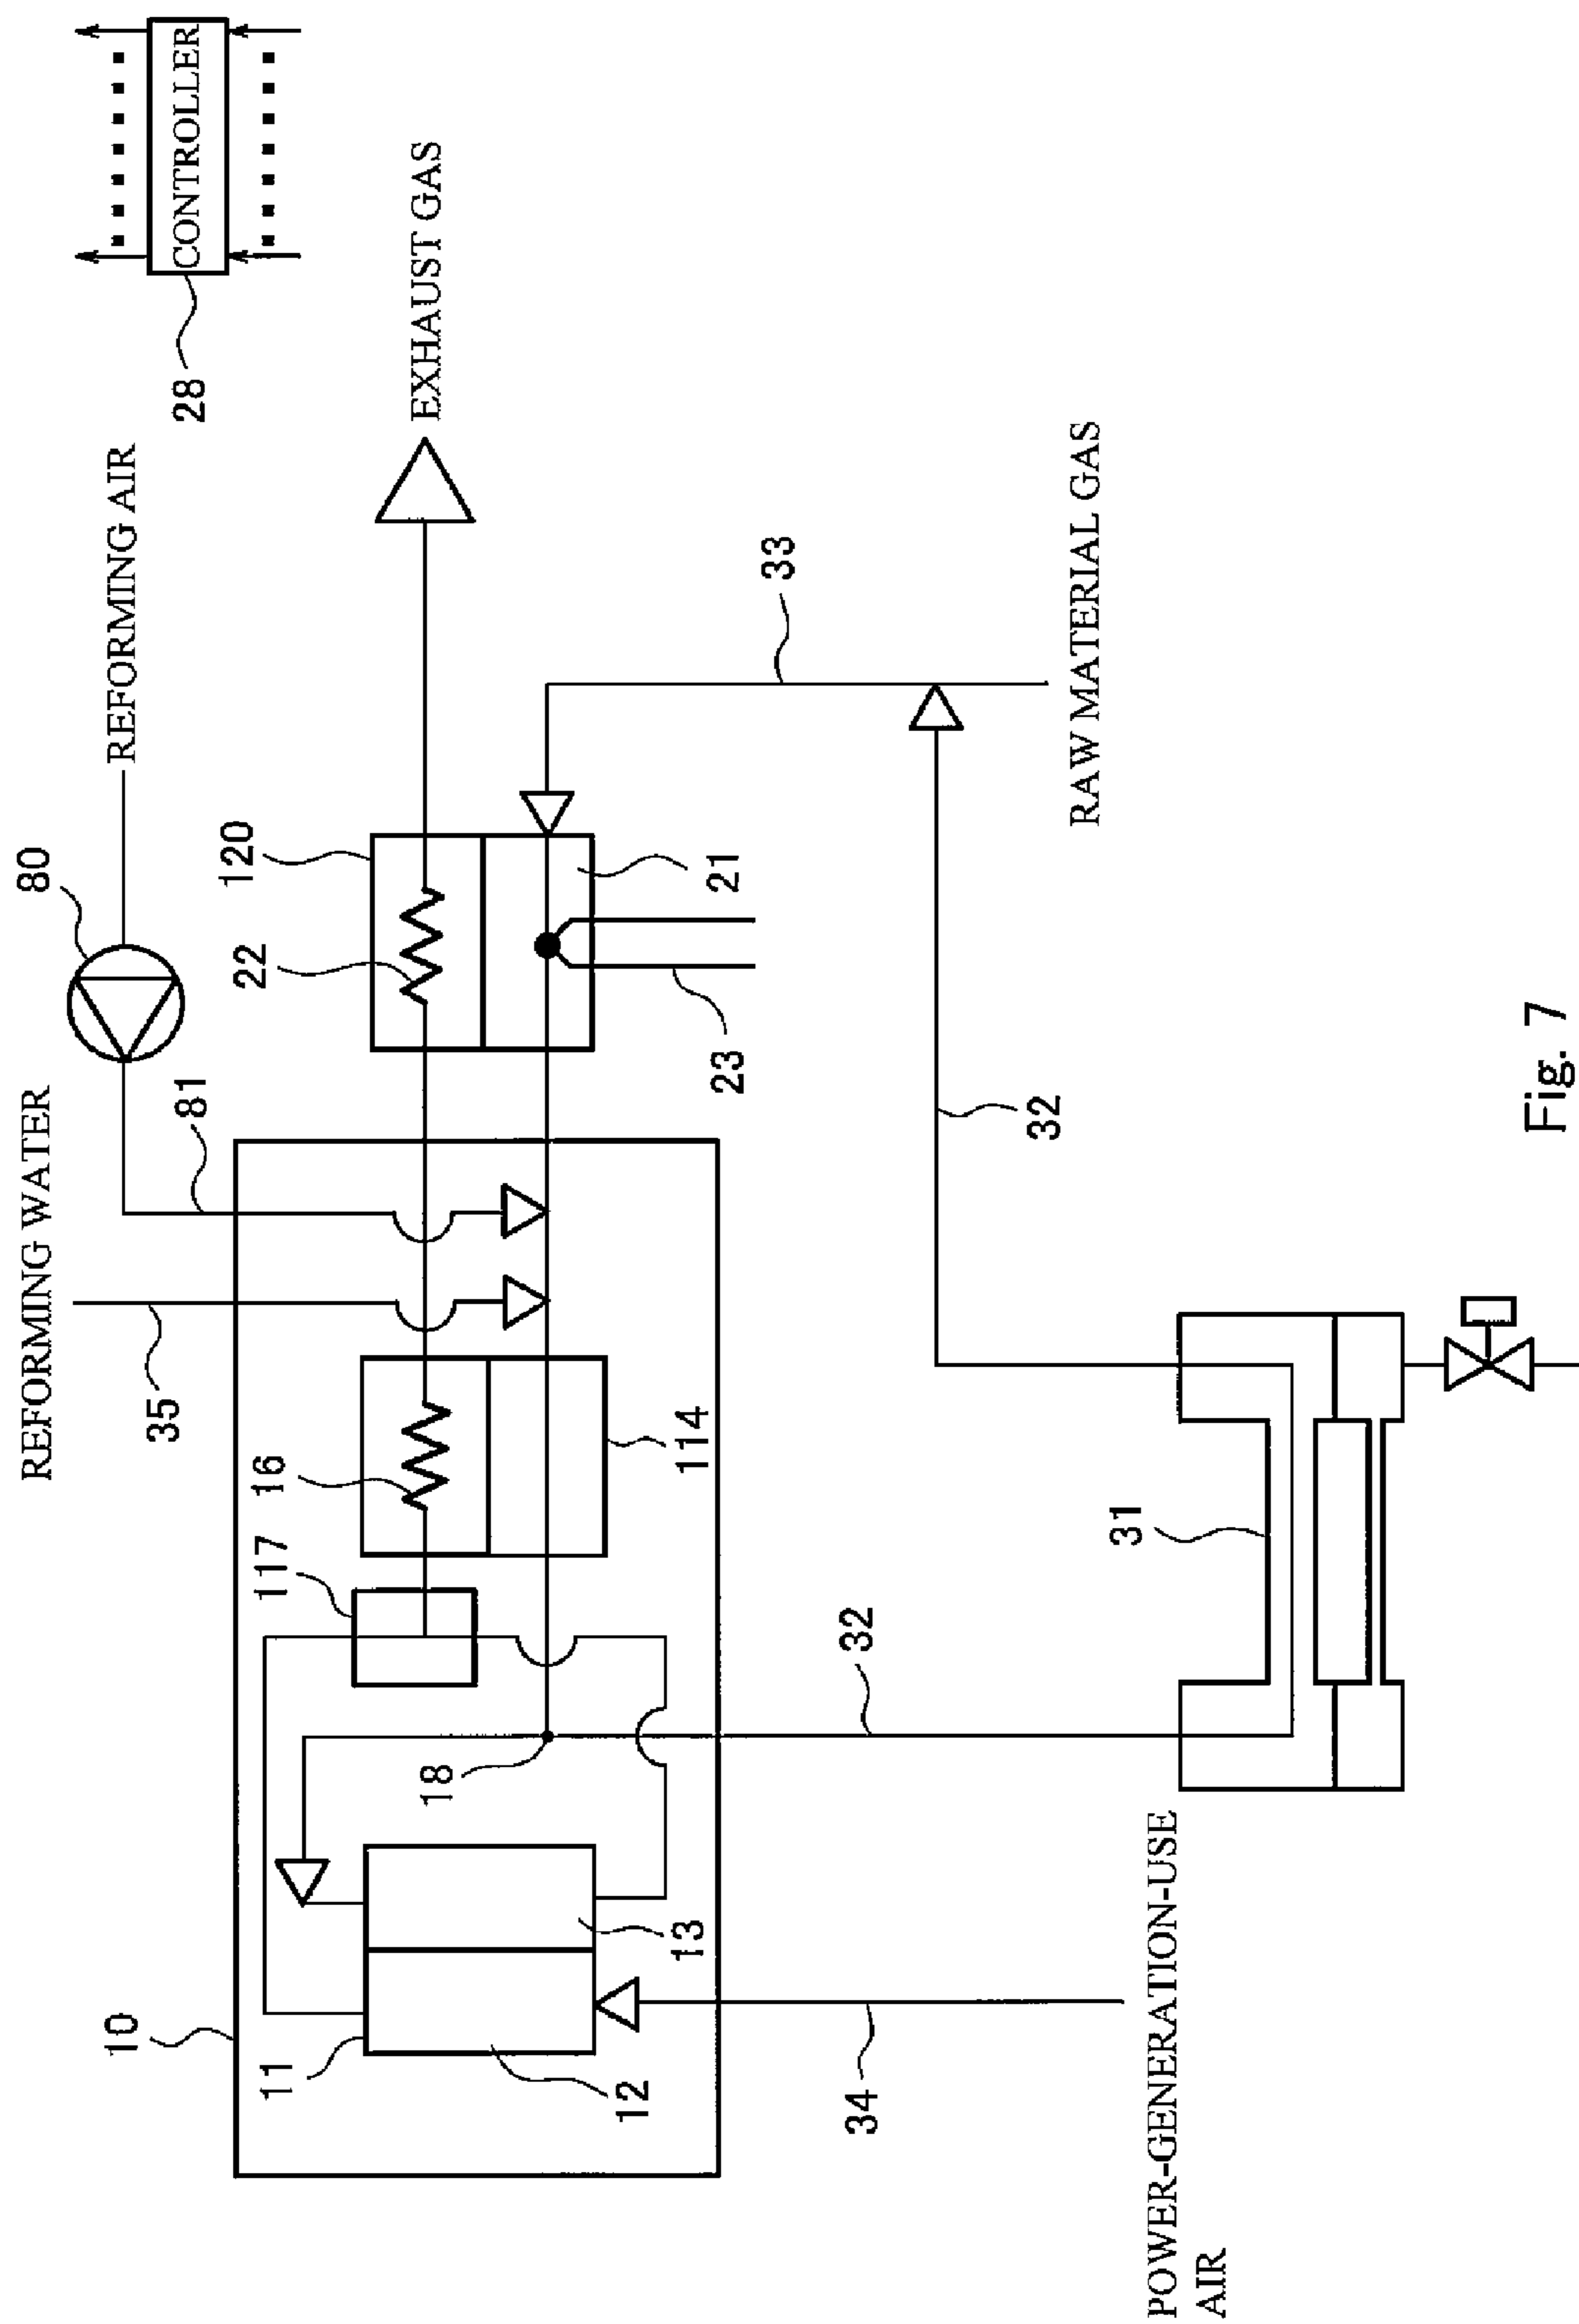 REFORMING WATER
REFORMING AIR
CONTROLLER
28
80
81
35
EXHAUST GAS
120
22
21
23
33
RAW MATERIAL GAS
10
117
16
114
11
12
13
18
32
32
31
34
POWER-GENERATION-USE
AIR
Fig. 7